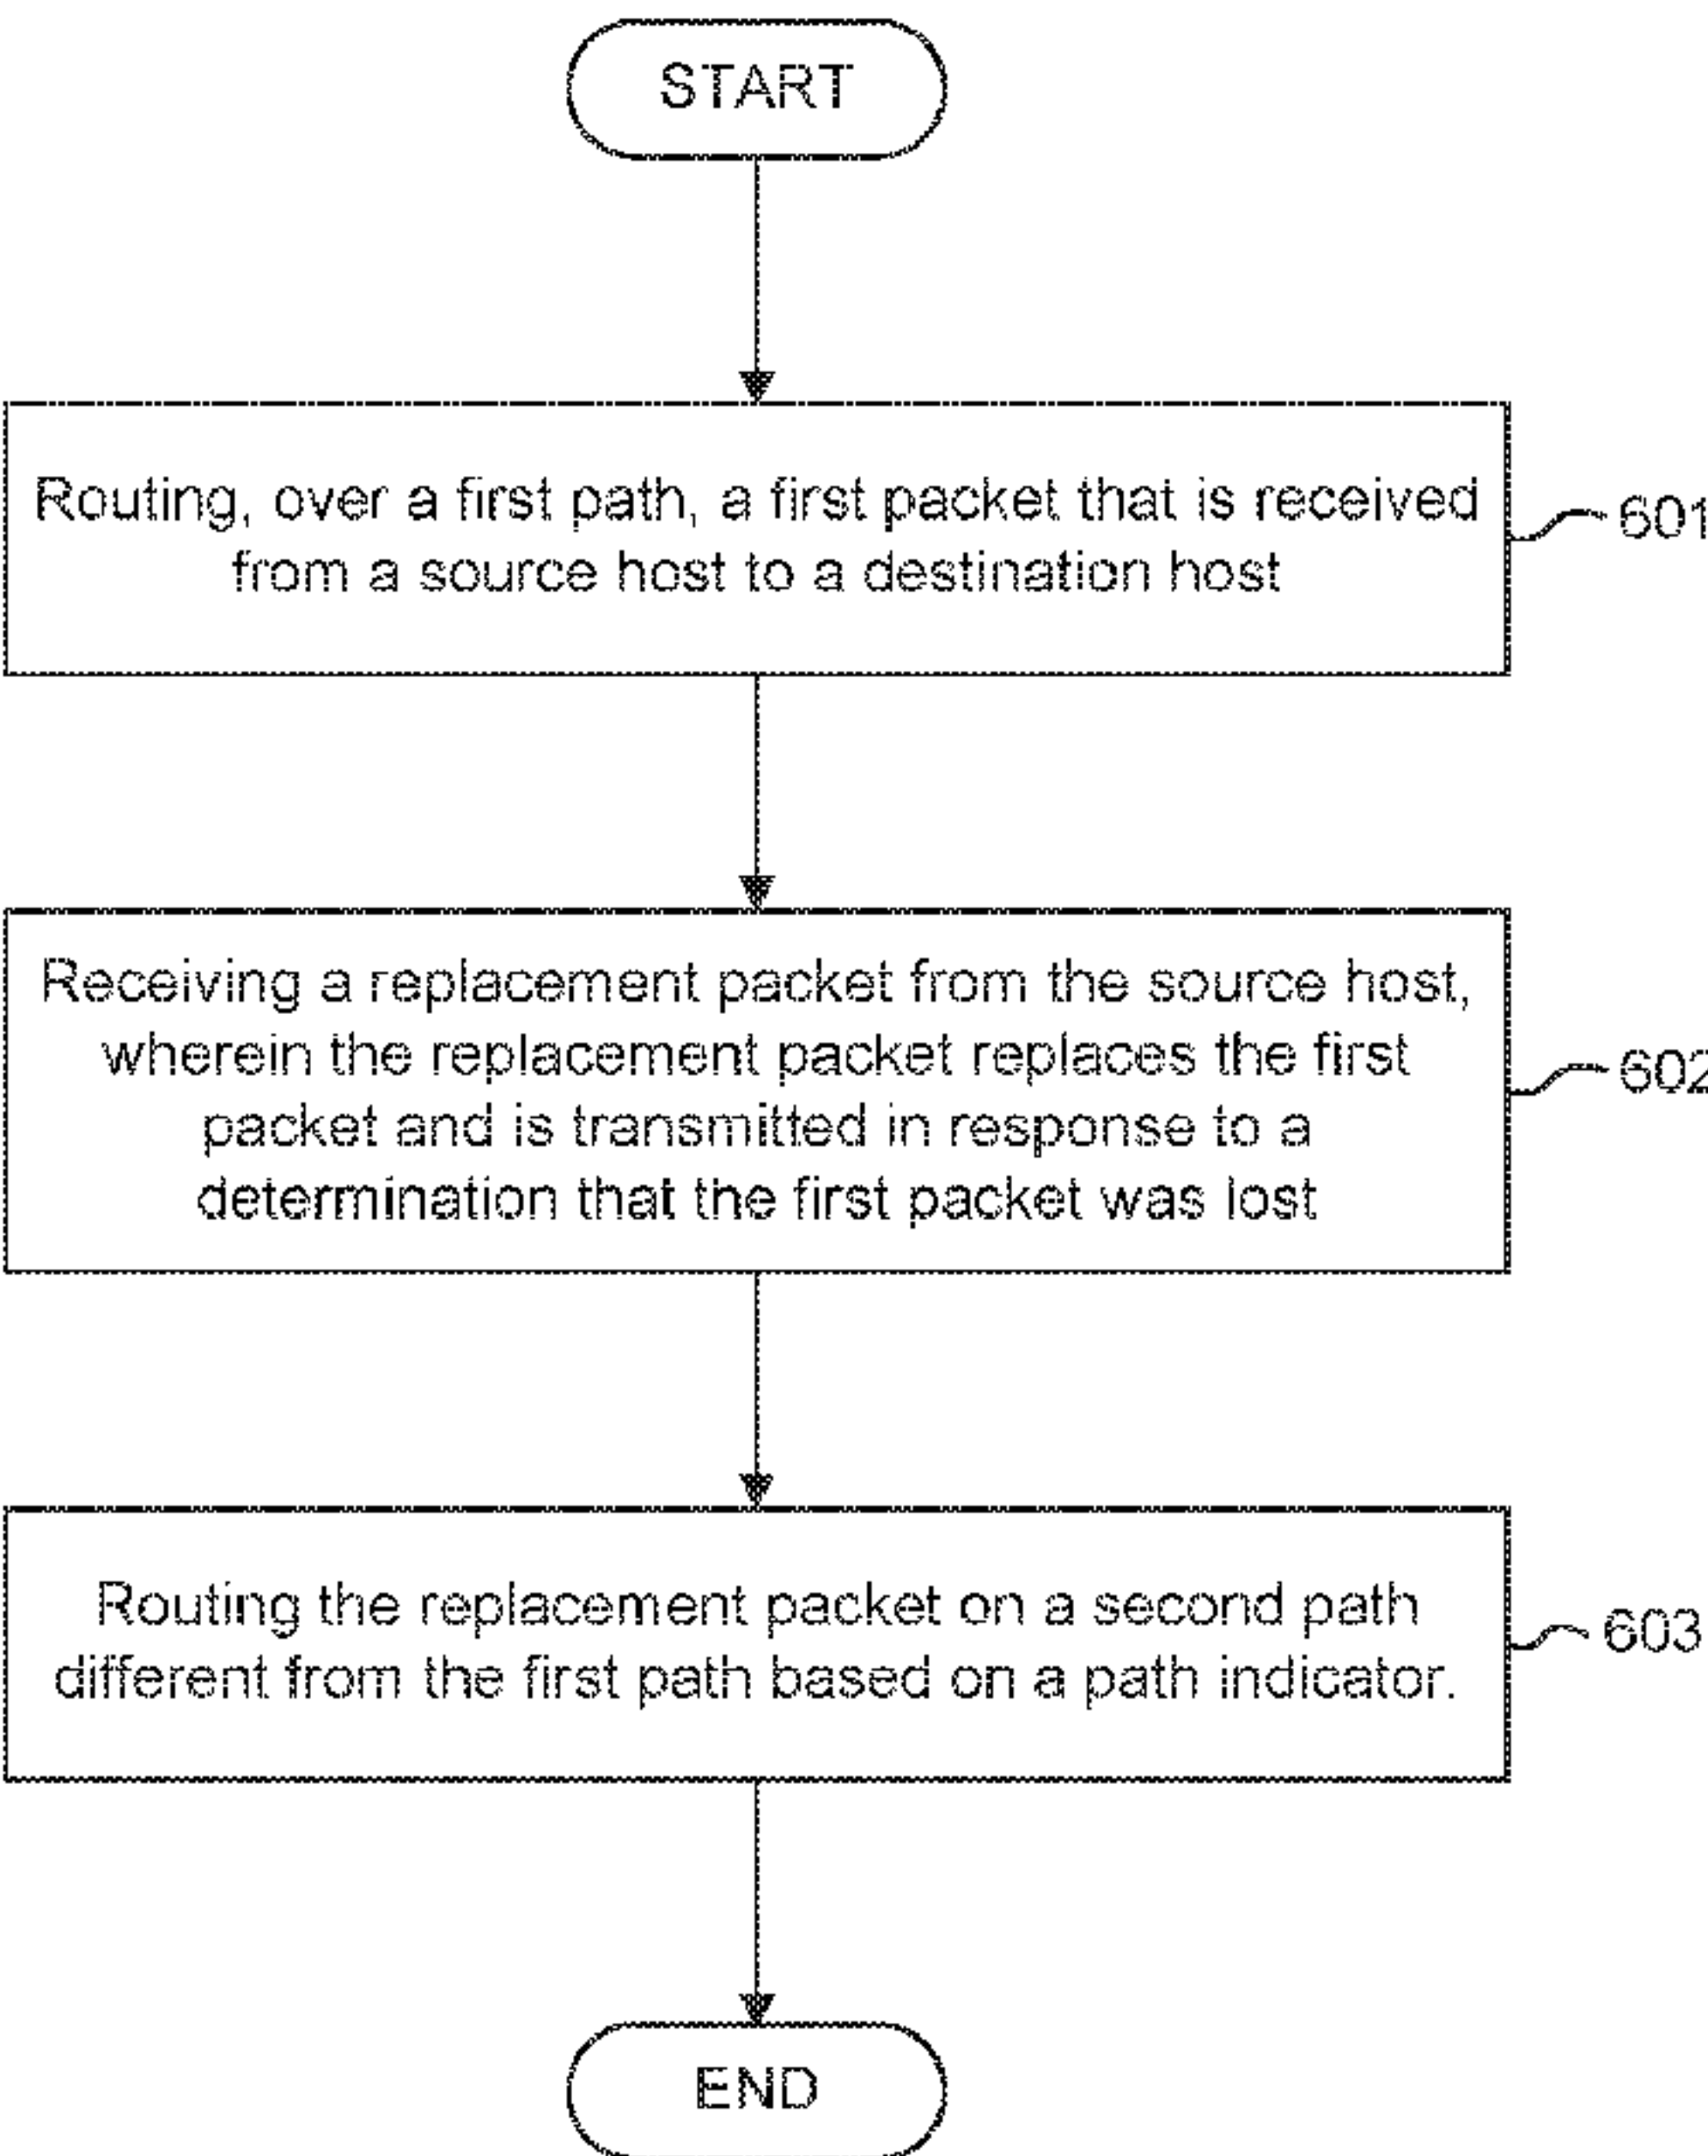 START
Routing, over a first path, a first packet that is received
from a source host to a destination host
601
Receiving a replacement packet from the source host,
wherein the replacement packet replaces the first
packet and is transmitted in response to a
determination that the first packet was lost
602
Routing the replacement packet on a second path
different from the first path based on a path indicator.
603
END